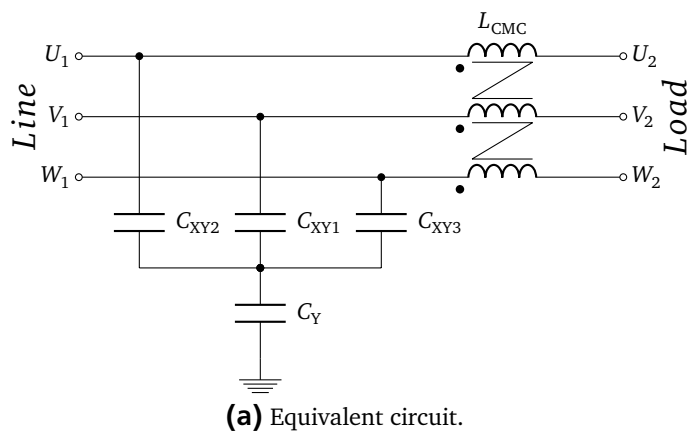 L_CMC
U₁ U₂
Line V₁ V₂ Load
W₁ W₂
C_XY2 C_XY1 C_XY3
C_Y
(a) Equivalent circuit.